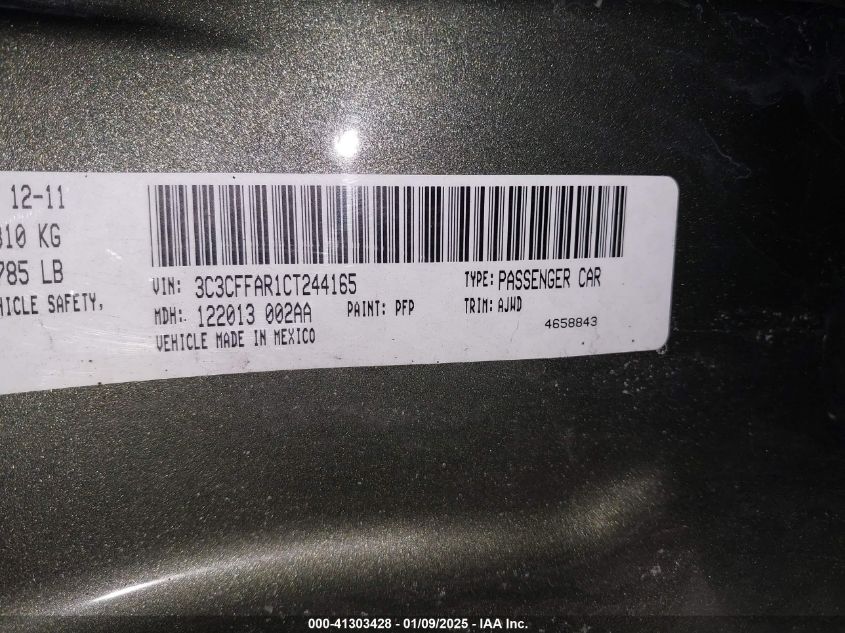 12-11
810 KG
785 LB
HICLE SAFETY,
VIN: 3C3CFFAR1CT244165
TYPE: PASSENGER CAR
MDH: 122013 002AA PAINT: PFP TRIM: AJWD
VEHICLE MADE IN MEXICO
4658843
000-41303428 - 01/09/2025 - IAA Inc.